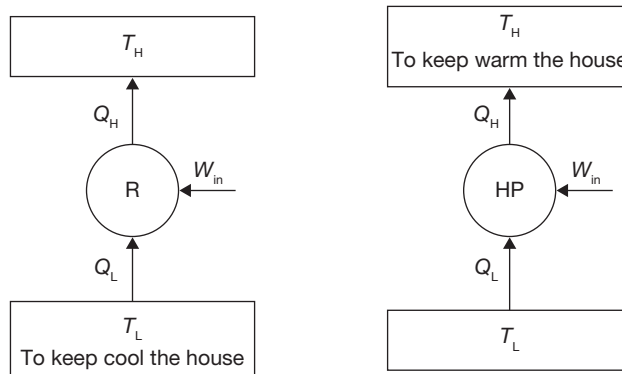 T_H
Q_H
R
W_in
Q_L
T_L
To keep cool the house
T_H
To keep warm the house
Q_H
HP
W_in
Q_L
T_L